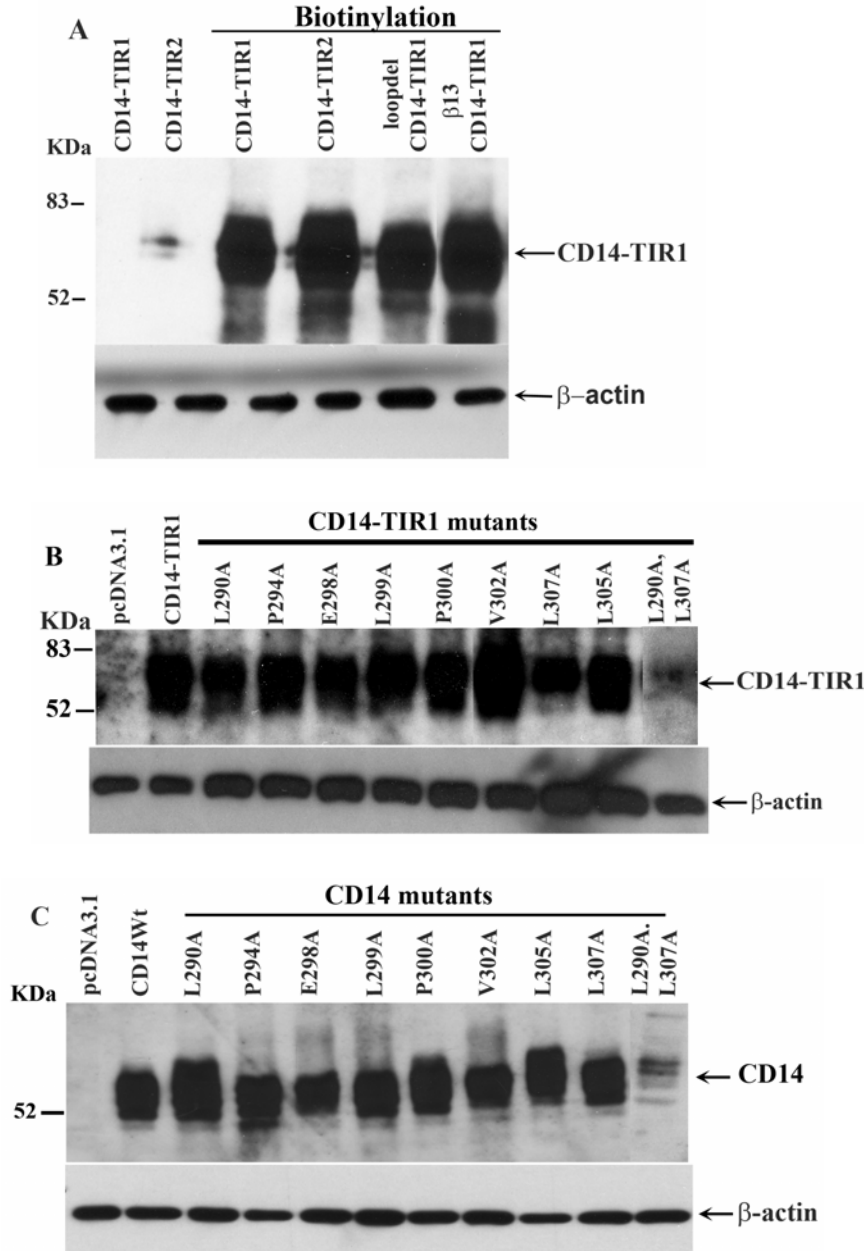 A
Biotinylation
CD14-TIR1
CD14-TIR2
CD14-TIR1
CD14-TIR2
loopdel
CD14-TIR1
β13
CD14-TIR1
KDa
83
52
CD14-TIR1
β–actin
B
CD14-TIR1 mutants
pcDNA3.1
CD14-TIR1
L290A
P294A
E298A
L299A
P300A
V302A
L307A
L305A
L290A,
L307A
KDa
83
52
CD14-TIR1
β-actin
C
CD14 mutants
pcDNA3.1
CD14Wt
L290A
P294A
E298A
L299A
P300A
V302A
L305A
L307A
L290A.
L307A
KDa
52
CD14
β-actin